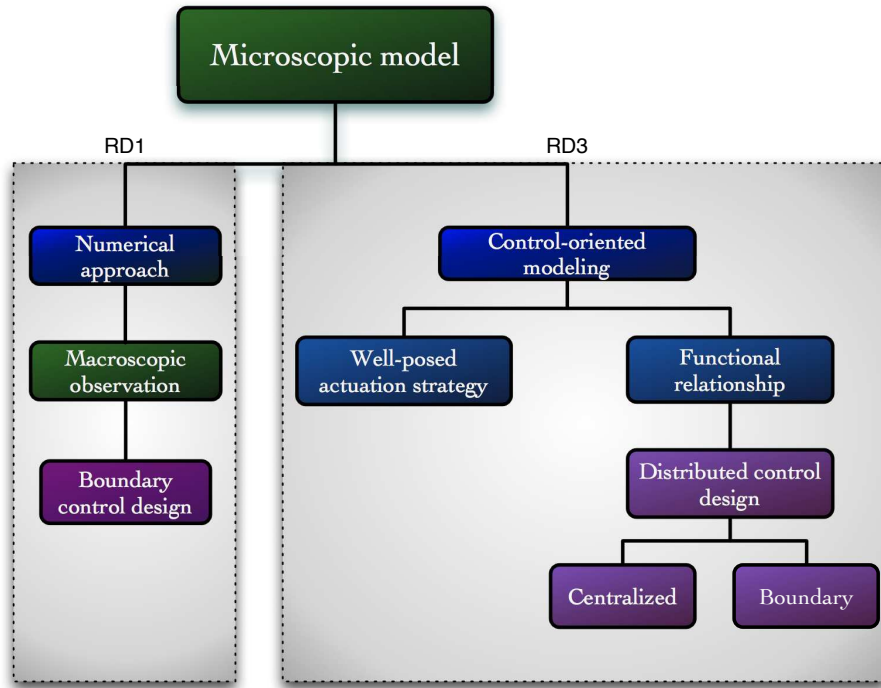 Microscopic model
RD1
RD3
Numerical
approach
Control-oriented
modeling
Macroscopic
observation
Well-posed
actuation strategy
Functional
relationship
Boundary
control design
Distributed control
design
Centralized
Boundary